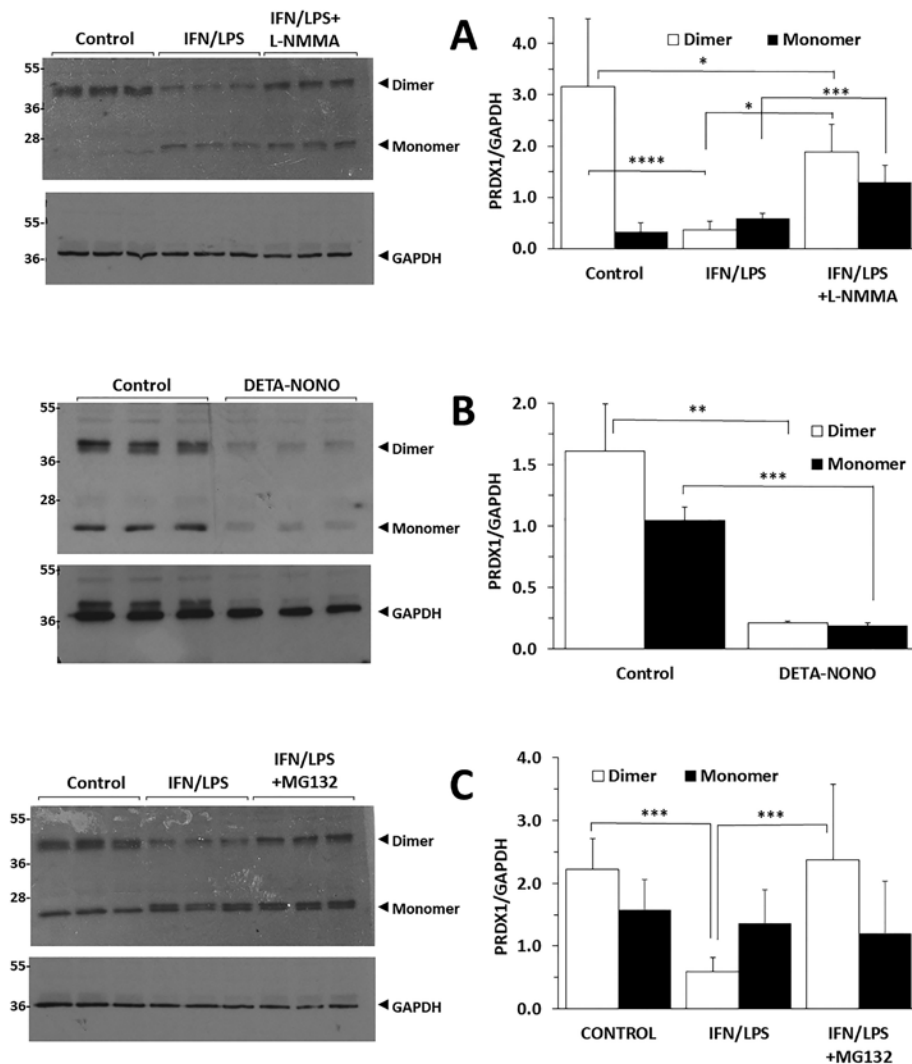 Control IFN/LPS IFN/LPS+
L-NMMA
55-
36-
28-
Dimer
Monomer
55-
36-
GAPDH
A
Dimer Monomer
PRDX1/GAPDH
4.0
3.0
2.0
1.0
0.0
*
*
***
****
Control IFN/LPS IFN/LPS
+L-NMMA
Control DETA-NONO
55-
36-
28-
Dimer
Monomer
55-
36-
GAPDH
B
Dimer
Monomer
PRDX1/GAPDH
2.0
1.5
1.0
0.5
0.0
**
***
Control DETA-NONO
Control IFN/LPS IFN/LPS
+MG132
55-
36-
28-
Dimer
Monomer
55-
36-
GAPDH
C
Dimer Monomer
PRDX1/GAPDH
4.0
3.0
2.0
1.0
0.0
***
***
CONTROL IFN/LPS IFN/LPS
+MG132